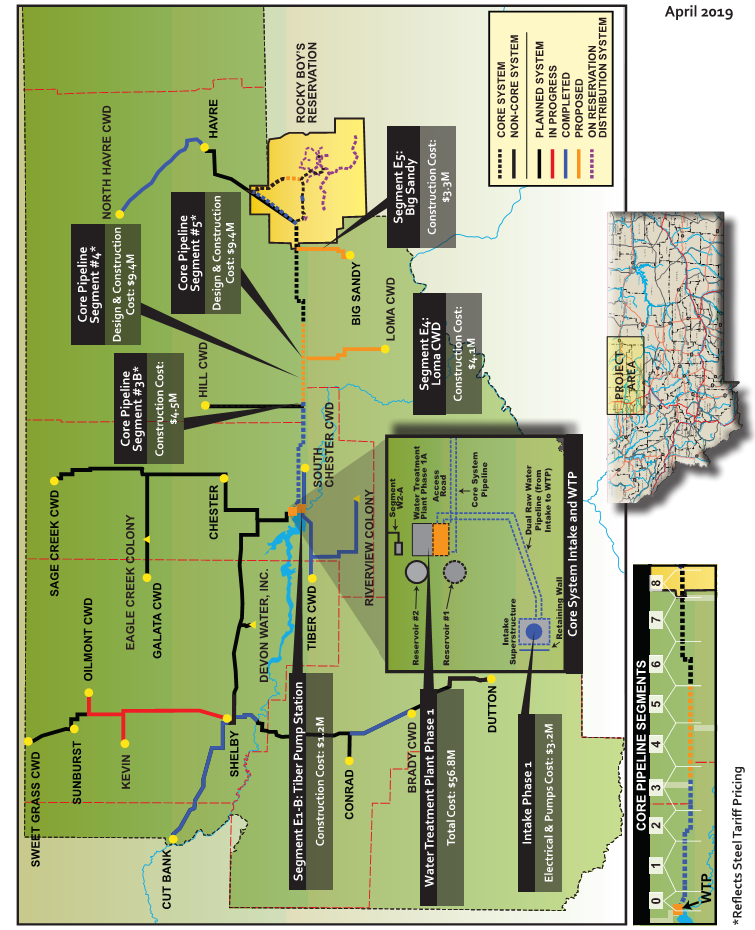 April 2019
SWEET GRASS CWD
SUNBURST
OILMONT CWD
KEVIN
SHELBY
CUT BANK
SAGE CREEK CWD
EAGLE CREEK COLONY
GALATA CWD
CHESTER
DEVON WATER, INC.
TIBER CWD
SOUTH
CHESTER CWD
RIVERVIEW COLONY
CONRAD
BRADY CWD
DUTTON
HILL CWD
NORTH HAVRE CWD
HAVRE
ROCKY BOY'S
RESERVATION
BIG SANDY
LOMA CWD
Core Pipeline
Segment #3B*
Construction Cost:
$4.5M
Core Pipeline
Segment #4*
Design & Construction
Cost: $9.4M
Core Pipeline
Segment #5*
Design & Construction
Cost: $9.4M
Segment E5:
Big Sandy
Construction Cost:
$3.3M
Segment E4:
Loma CWD
Construction Cost:
$4.1M
Segment E1-B: Tiber Pump Station
Construction Cost: $1.2M
Water Treatment Plant Phase 1
Total Cost: $56.8M
Intake Phase 1
Electrical & Pumps Cost: $3.2M
Segment
W2-A
Water Treatment
Plant Phase 1A
Access
Road
Core System
Pipeline
Reservoir #2
Reservoir #1
Dual Raw Water
Pipeline (from
Intake to WTP)
Intake
Superstructure
Retaining Wall
Core System Intake and WTP
CORE SYSTEM
NON-CORE SYSTEM
PLANNED SYSTEM
IN PROGRESS
COMPLETED
PROPOSED
ON RESERVATION
DISTRIBUTION SYSTEM
PROJECT
AREA
CORE PIPELINE SEGMENTS
0 1 2 3 4 5 6 7 8
WTP
*Reflects Steel Tariff Pricing